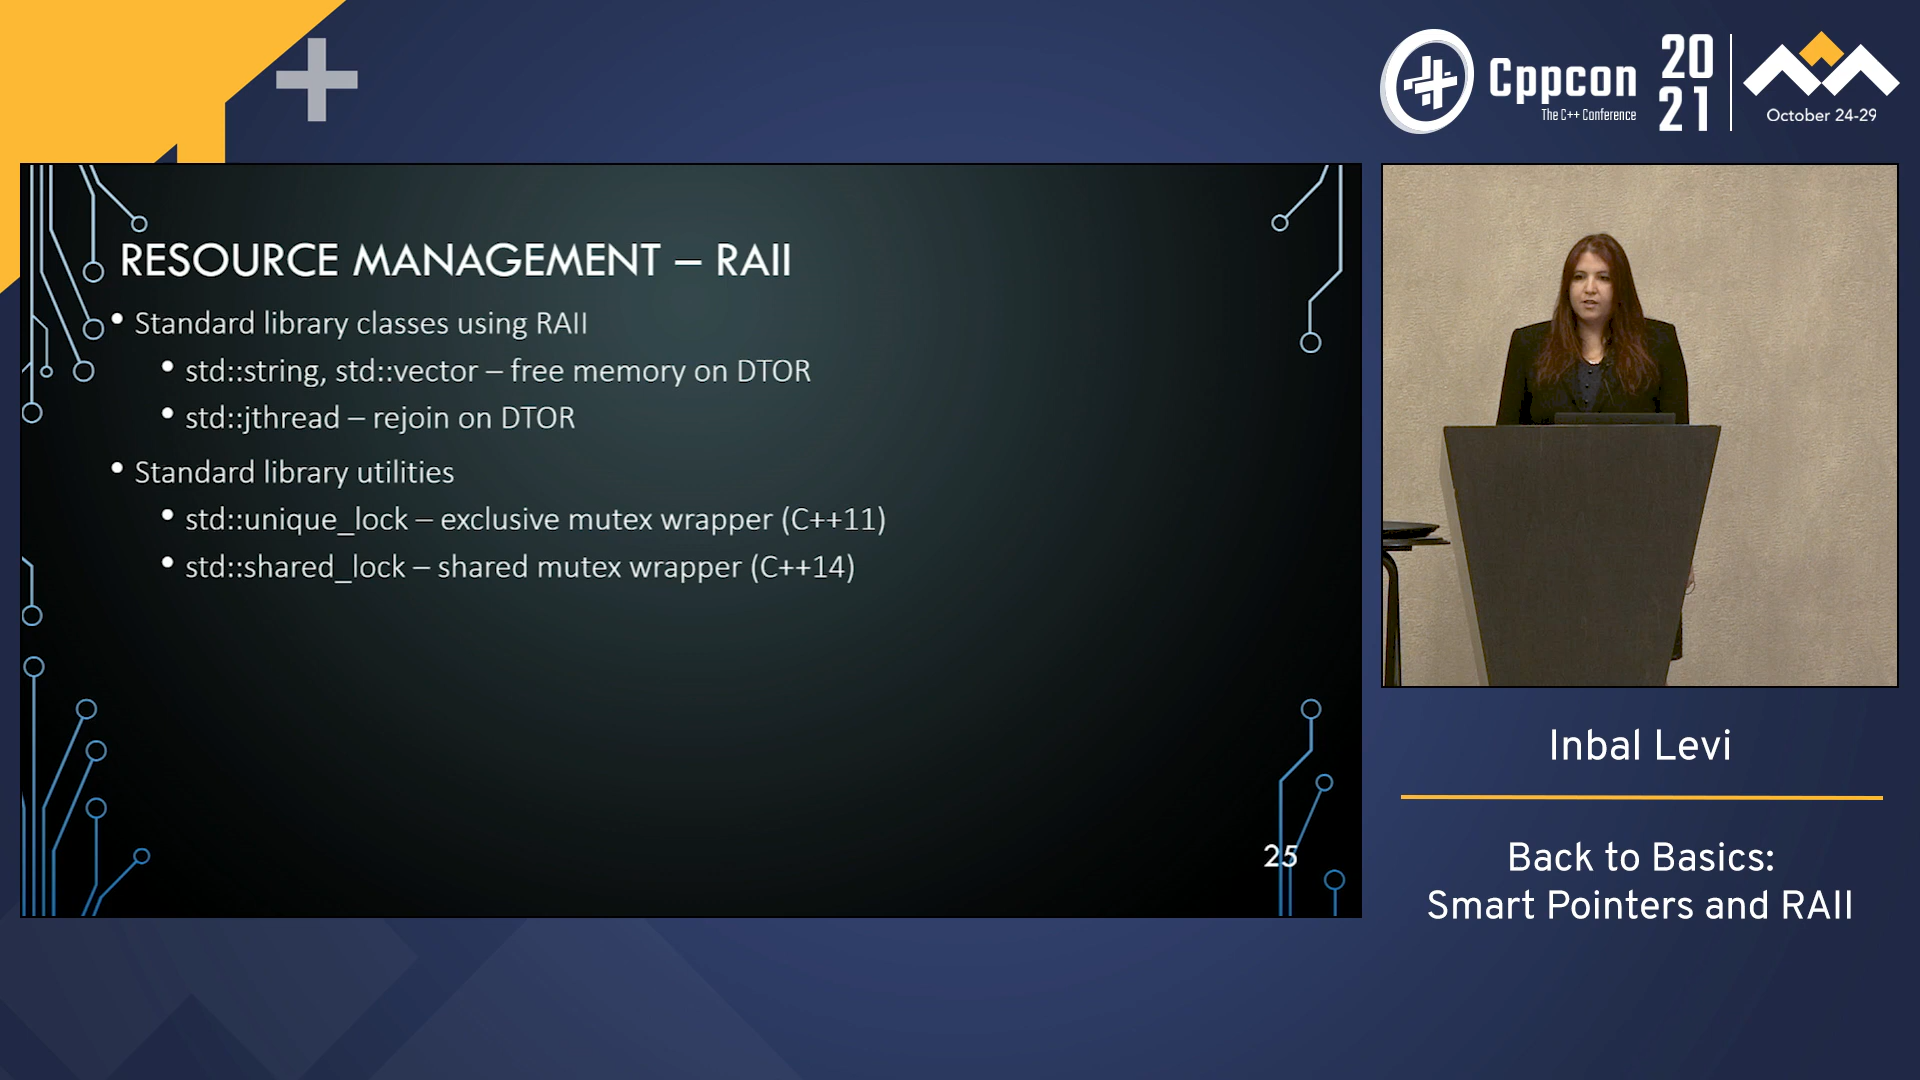 Cppcon
The C++ Conference
20
21
October 24-29
RESOURCE MANAGEMENT – RAII
• Standard library classes using RAII
• std::string, std::vector – free memory on DTOR
• std::jthread – rejoin on DTOR
• Standard library utilities
• std::unique_lock – exclusive mutex wrapper (C++11)
• std::shared_lock – shared mutex wrapper (C++14)
25
Inbal Levi
Back to Basics:
Smart Pointers and RAII